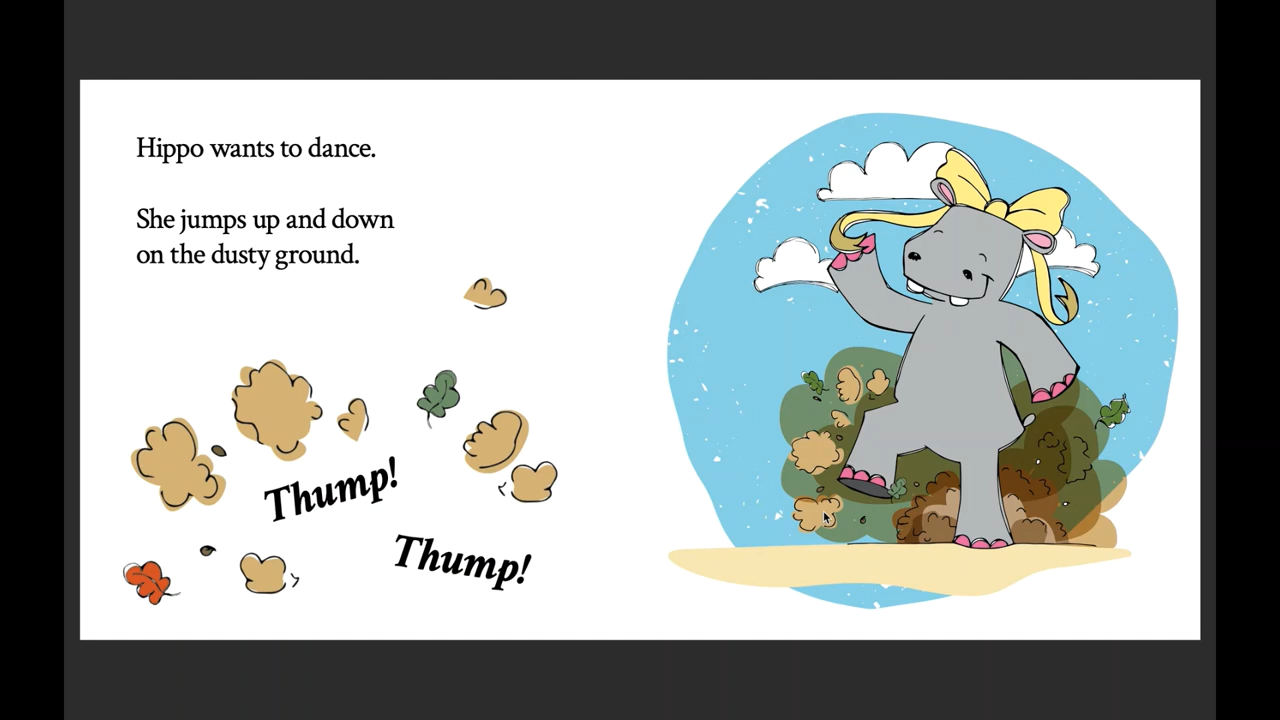 Hippo wants to dance.
She jumps up and down
on the dusty ground.
Thump!
Thump!